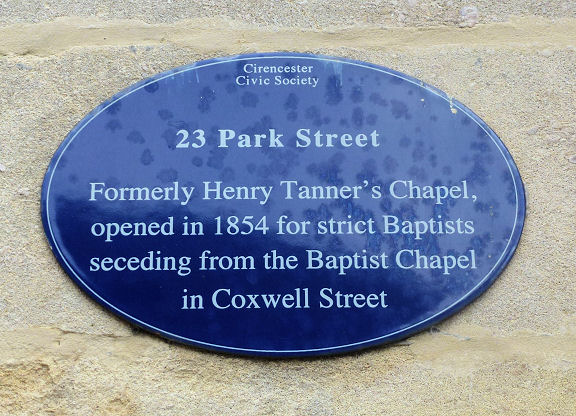 Cirencester
Civic Society
23 Park Street
Formerly Henry Tanner's Chapel,
opened in 1854 for strict Baptists
seceding from the Baptist Chapel
in Coxwell Street